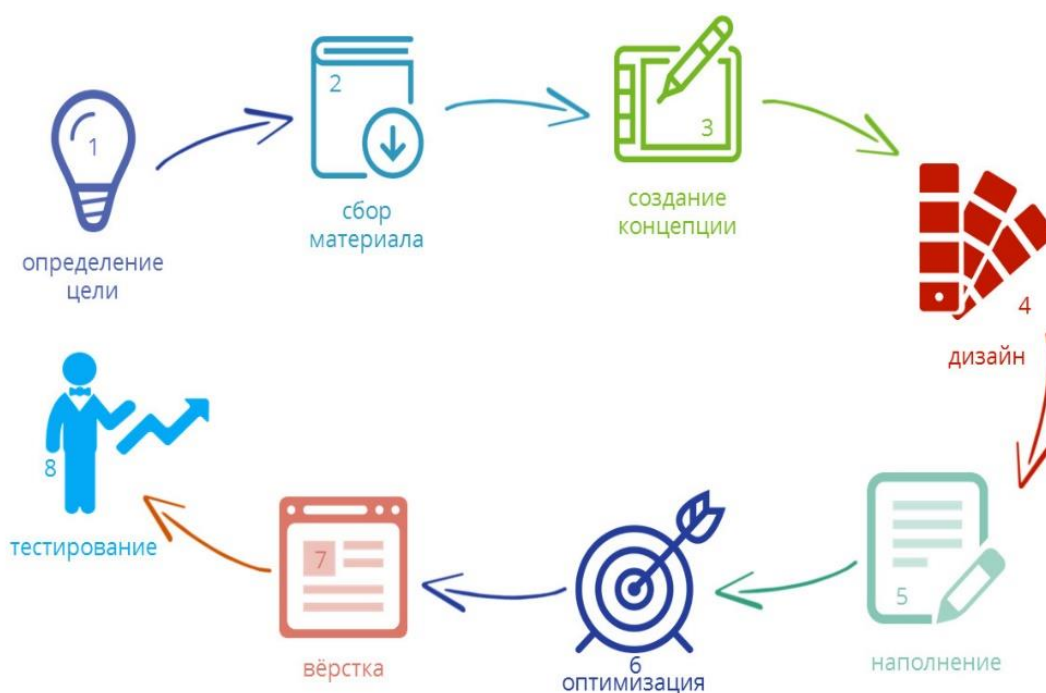 1
определение
цели
2
сбор
материала
3
создание
концепции
4
дизайн
5
наполнение
6
оптимизация
7
вёрстка
8
тестирование